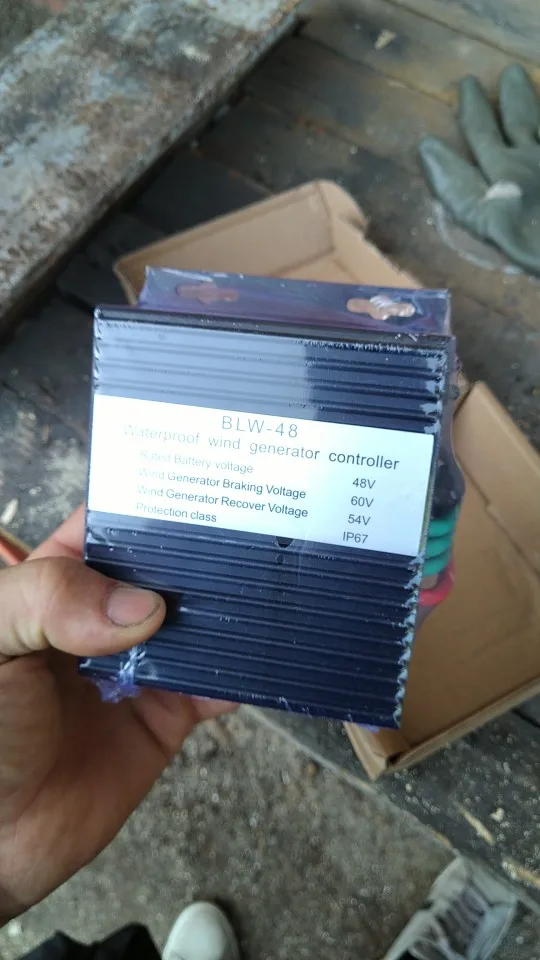 BLW-48
Waterproof wind generator controller
Rated Battery voltage 48V
Wind Generator Braking Voltage 60V
Wind Generator Recover Voltage 54V
Protection class IP67